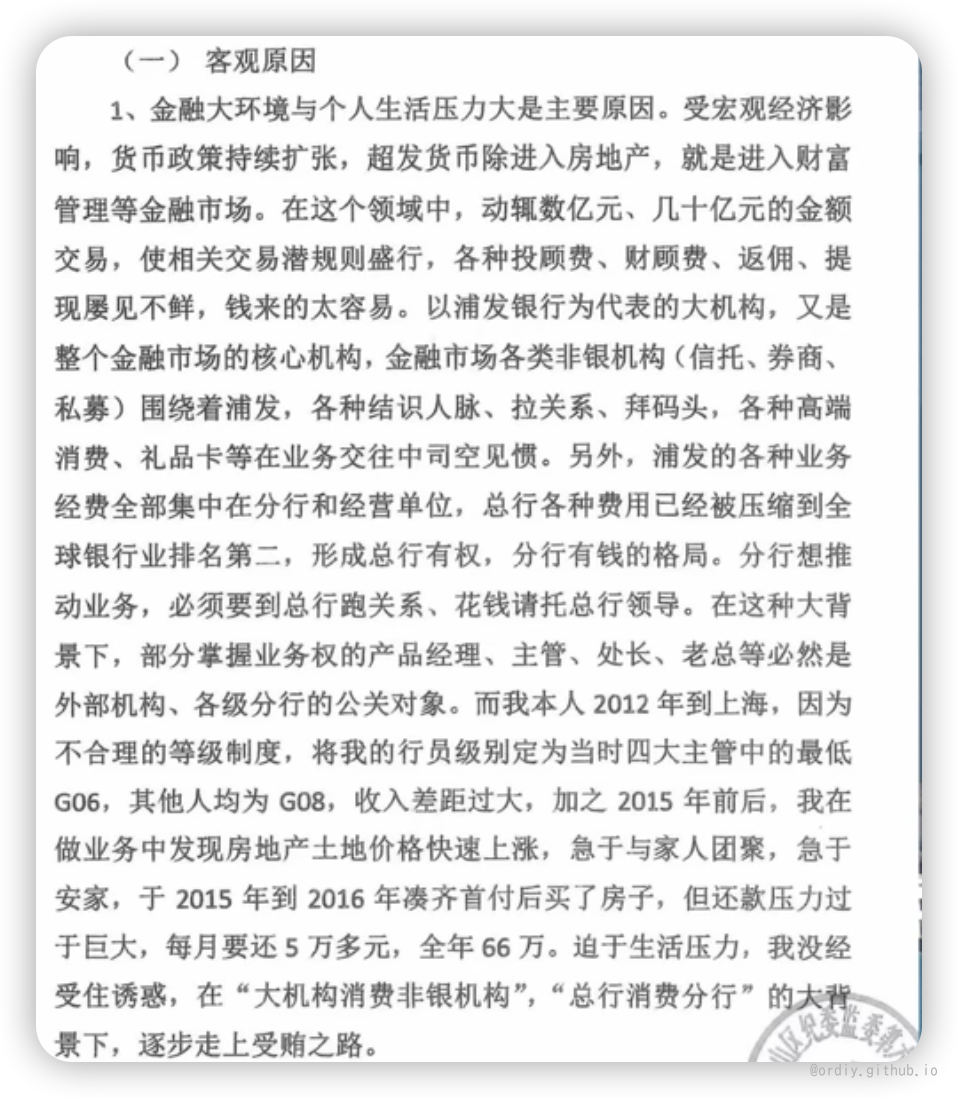 （一） 客观原因
1、金融大环境与个人生活压力大是主要原因。受宏观经济影
响，货币政策持续扩张，超发货币除进入房地产，就是进入财富
管理等金融市场。在这个领域中，动辄数亿元、几十亿元的金额
交易，使相关交易潜规则盛行，各种投顾费、财顾费、返佣、提
现屡见不鲜，钱来的太容易。以浦发银行为代表的大机构，又是
整个金融市场的核心机构，金融市场各类非银机构（信托、券商、
私募）围绕着浦发，各种结识人脉、拉关系、拜码头，各种高端
消费、礼品卡等在业务交往中司空见惯。另外，浦发的各种业务
经费全部集中在分行和经营单位，总行各种费用已经被压缩到全
球银行业排名第二，形成总行有权，分行有钱的格局。分行想推
动业务，必须要到总行跑关系、花钱请托总行领导。在这种大背
景下，部分掌握业务权的产品经理、主管、处长、老总等必然是
外部机构、各级分行的公关对象。而我本人 2012 年到上海，因为
不合理的等级制度，将我的行员级别定为当时四大主管中的最低
G06，其他人均为 G08，收入差距过大，加之 2015 年前后，我在
做业务中发现房地产土地价格快速上涨，急于与家人团聚，急于
安家，于 2015 年到 2016 年凑齐首付后买了房子，但还款压力过
于巨大，每月要还 5 万多元，全年 66 万。迫于生活压力，我没经
受住诱惑，在“大机构消费非银机构”，“总行消费分行”的大背
景下，逐步走上受贿之路。
山区纪委监委第
@ordiy.github.io